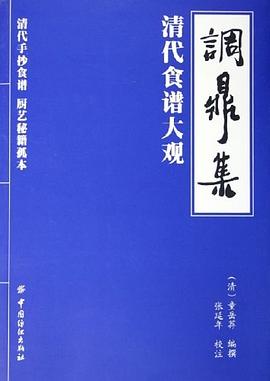 調鼎集
清代食谱大观
清代手抄食谱 厨艺秘籍孤本
（清）童岳荐 编撰
张延年 校注
中国纺织出版社